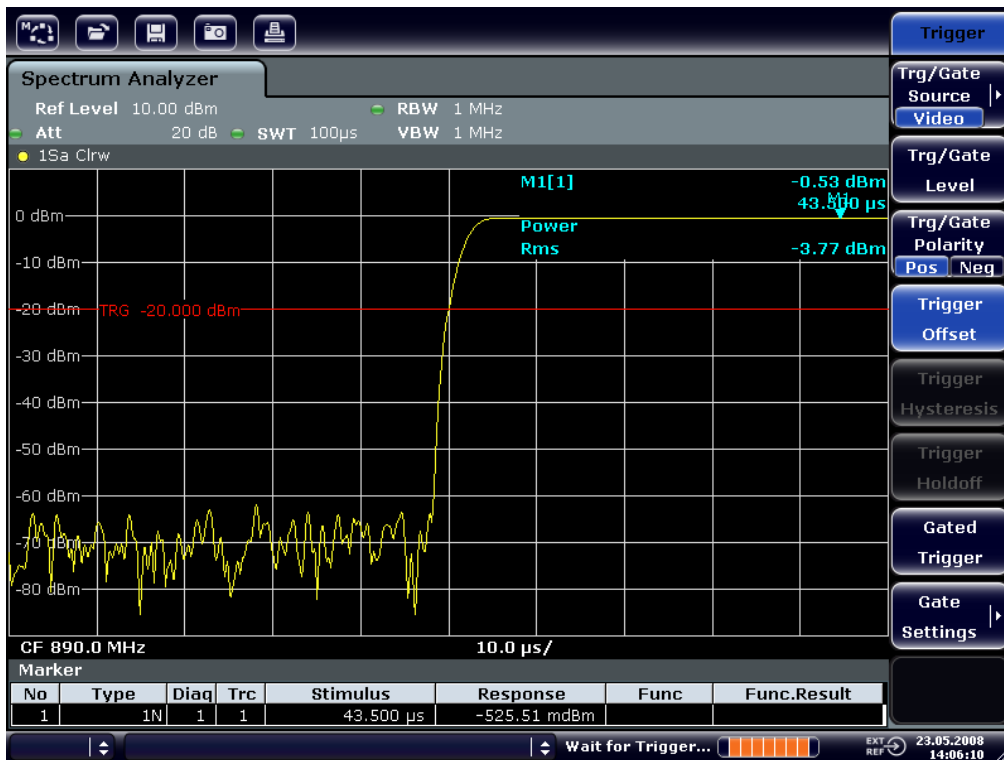 Trigger
Spectrum Analyzer
Ref Level 10.00 dBm RBW 1 MHz
Att 20 dB SWT 100µs VBW 1 MHz
1Sa Clrw
M1[1] -0.53 dBm
43.500 µs
M1
Power
Rms -3.77 dBm
0 dBm
-10 dBm
-20 dBm
TRG -20.000 dBm
-30 dBm
-40 dBm
-50 dBm
-60 dBm
-70 dBm
-80 dBm
CF 890.0 MHz 10.0 µs/
Marker
No Type Diag Trc Stimulus Response Func Func.Result
1 1N 1 1 43.500 µs -525.51 mdBm
Trg/Gate
Source
Video
Trg/Gate
Level
Trg/Gate
Polarity
Pos Neg
Trigger
Offset
Trigger
Hysteresis
Trigger
Holdoff
Gated
Trigger
Gate
Settings
Wait for Trigger...
EXT
REF
23.05.2008
14:06:10